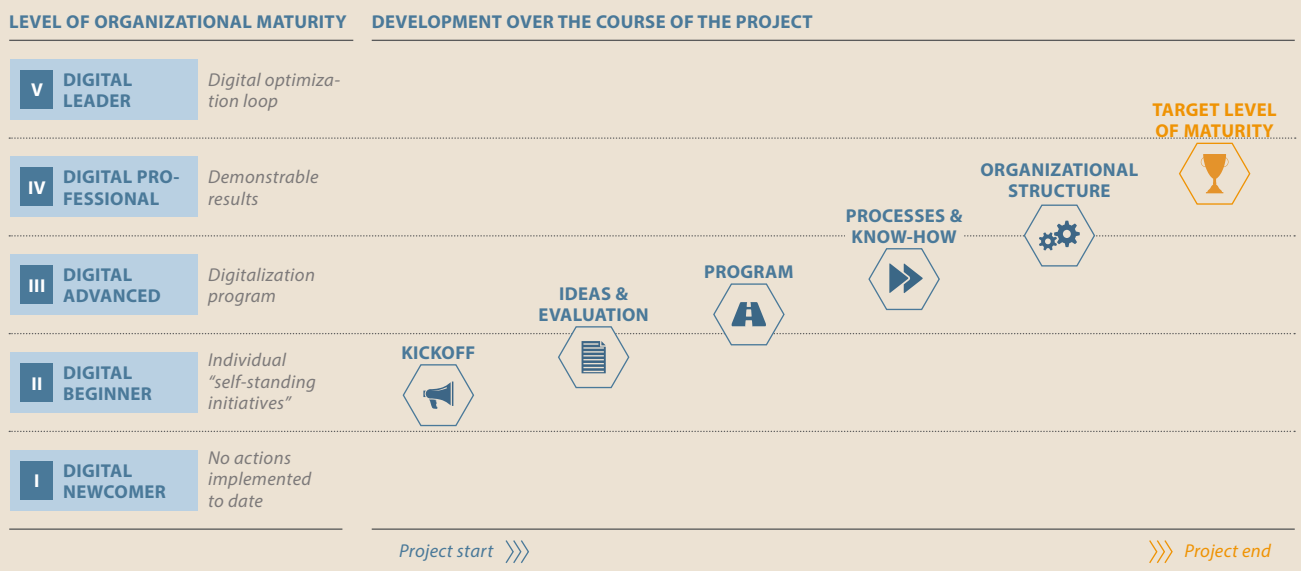 LEVEL OF ORGANIZATIONAL MATURITY
DEVELOPMENT OVER THE COURSE OF THE PROJECT
V
DIGITAL
LEADER
Digital optimiza-
tion loop
TARGET LEVEL
OF MATURITY
IV
DIGITAL PRO-
FESSIONAL
Demonstrable
results
ORGANIZATIONAL
STRUCTURE
PROCESSES &
KNOW-HOW
III
DIGITAL
ADVANCED
Digitalization
program
PROGRAM
IDEAS &
EVALUATION
II
DIGITAL
BEGINNER
Individual
“self-standing
initiatives”
KICKOFF
I
DIGITAL
NEWCOMER
No actions
implemented
to date
Project start
Project end